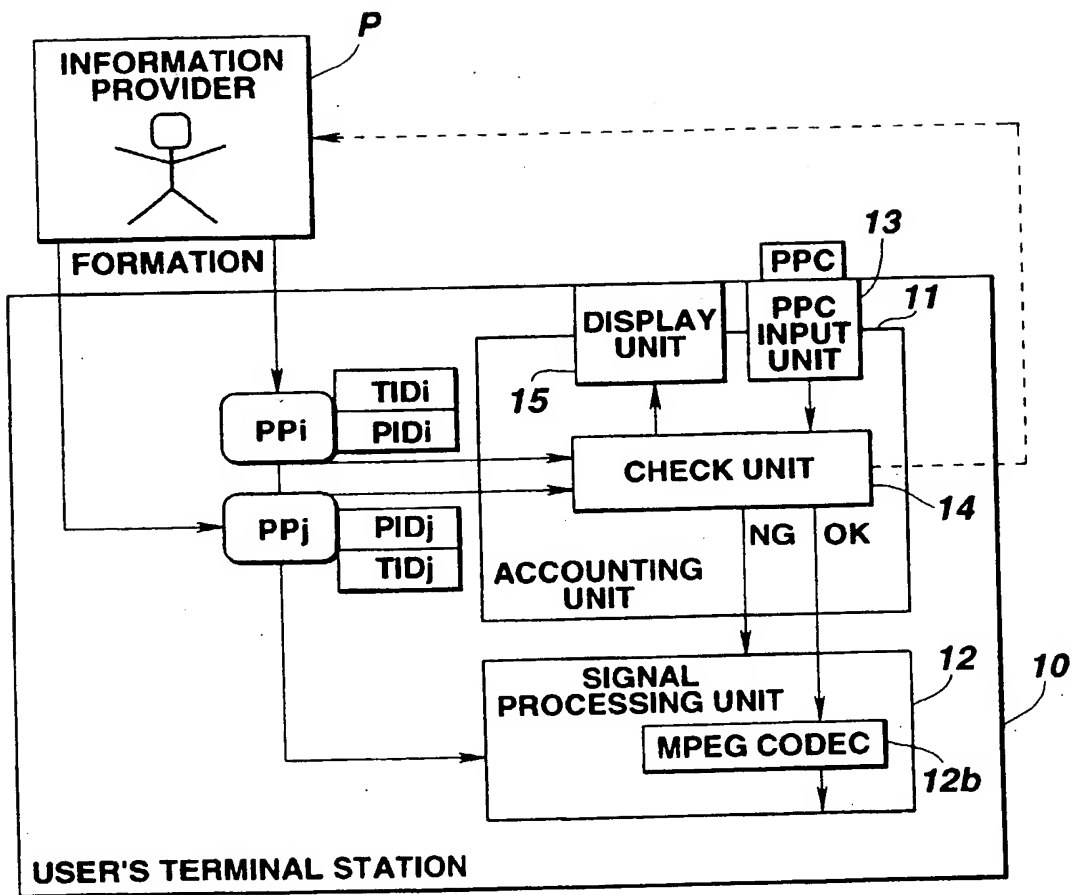 P
INFORMATION
PROVIDER
FORMATION
PPC
13
PPC
INPUT
UNIT
11
DISPLAY
UNIT
15
TIDi
PPi
PIDi
CHECK UNIT
14
PPj
PIDj
TIDj
NG
OK
ACCOUNTING
UNIT
SIGNAL
PROCESSING UNIT
12
10
MPEG CODEC
12b
USER'S TERMINAL STATION